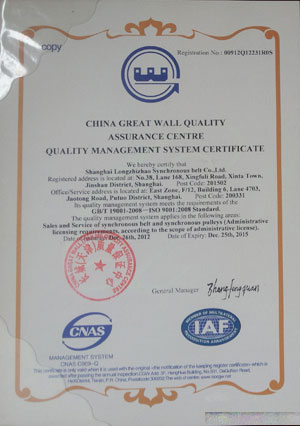 copy
Registration No : 00912Q12231R0S
CHINA GREAT WALL QUALITY
ASSURANCE CENTRE
QUALITY MANAGEMENT SYSTEM CERTIFICATE
We hereby certify that
Shanghai Longzhizhao Synchronous belt Co.,Ltd.
Registered address is located at: No.38, Lane 168, Xingfuli Road, Xinta Town,
Jinshan District, Shanghai. Post Code: 201502
Office/Service address is located at: East Zone, F/12, Building 6, Lane 4703,
Jiaotong Road, Putuo District, Shanghai. Post Code: 200331
Its quality management system meets the requirements of the
GB/T 19001-2008 – ISO 9001:2008 Standard.
The quality management system applies in the following areas:
Sales and Service of synchronous belt and synchronous pulleys (Administrative
licensing requirements, according to the scope of administrative license).
Date of Issue: Dec.26th, 2012 Date of Expiry: Dec.25th, 2015
General Manager
CNAS
MANAGEMENT SYSTEM
IAF